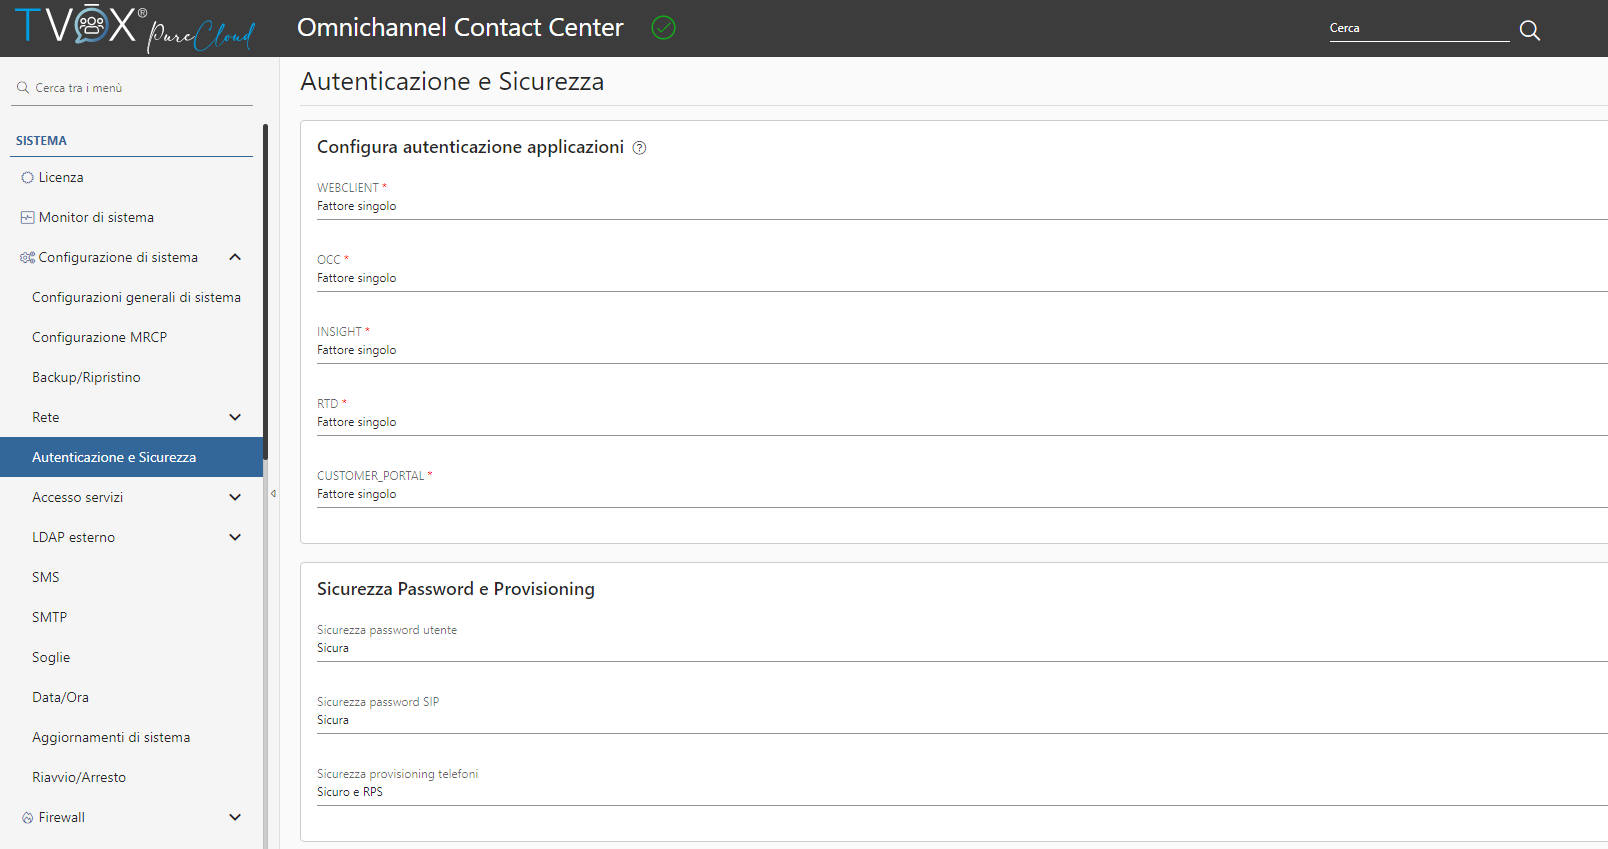 TVOX® PureCloud
Omnichannel Contact Center
Cerca
Cerca tra i menù
SISTEMA
Licenza
Monitor di sistema
Configurazione di sistema
Configurazioni generali di sistema
Configurazione MRCP
Backup/Ripristino
Rete
Autenticazione e Sicurezza
Accesso servizi
LDAP esterno
SMS
SMTP
Soglie
Data/Ora
Aggiornamenti di sistema
Riavvio/Arresto
Firewall
Autenticazione e Sicurezza
Configura autenticazione applicazioni ?
WEBCLIENT *
Fattore singolo
OCC *
Fattore singolo
INSIGHT *
Fattore singolo
RTD *
Fattore singolo
CUSTOMER_PORTAL *
Fattore singolo
Sicurezza Password e Provisioning
Sicurezza password utente
Sicura
Sicurezza password SIP
Sicura
Sicurezza provisioning telefoni
Sicuro e RPS